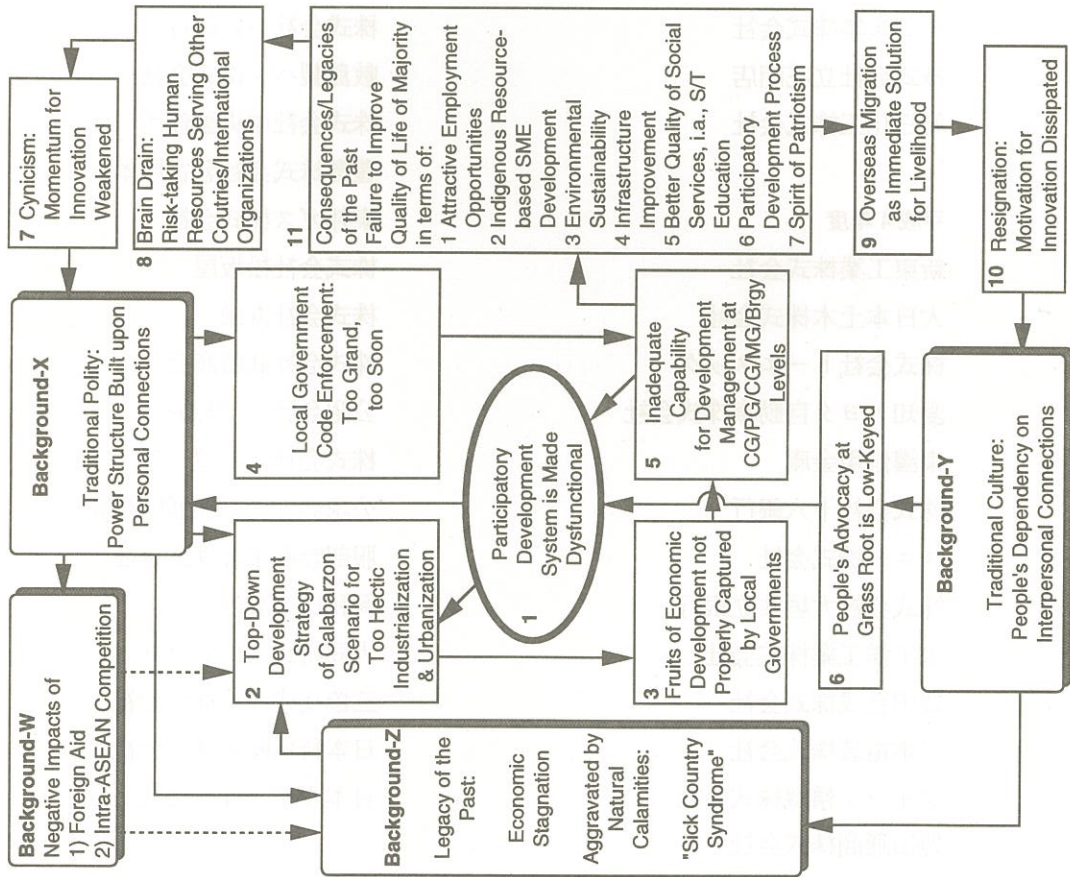 Background-W
Negative Impacts of
1) Foreign Aid
2) Intra-ASEAN Competition
Background-X
Traditional Polity:
Power Structure Built upon
Personal Connections
7 Cynicism:
Momentum for
Innovation
Weakened
8 Brain Drain:
Risk-taking Human
Resources Serving Other
Coutries/International
Organizations
Background-Z
Legacy of the
Past:
Economic
Stagnation
Aggravated by
Natural
Calamities:
"Sick Country
Syndrome"
2 Top-Down
Development
Strategy
of Calabarzon
Scenario for
Too Hectic
Industrialization
& Urbanization
4 Local Government
Code Enforcement:
Too Grand,
too Soon
1 Participatory
Development
System is Made
Dysfunctional
3 Fruits of Economic
Development not
Properly Captured
by Local
Governments
5 Inadequate
Capability
for Development
Malagement at
CG/PG/CG/MG/Brgy
Levels
11 Consequences/Legacies
of the Past
Failure to Improve
Quality of Life of Majority
in terms of:
1 Attractive Employment
Opportunities
2 Indigenous Resource-
based SME
Development
3 Environmental
Sustainability
4 Infrastructure
Improvement
5 Better Quality of Social
Services, i.a., S/T
Education
6 Participatory
Development Process
7 Spirit of Patriotism
6 People's Advocacy at
Grass Root is Low-Keyed
9 Overseas Migration
as Immediate Solution
for Livelihood
Background-Y
Traditional Culture:
People's Dependency on
Interpersonal Connections
10 Resignation:
Motivation for
Innovation Dissipated